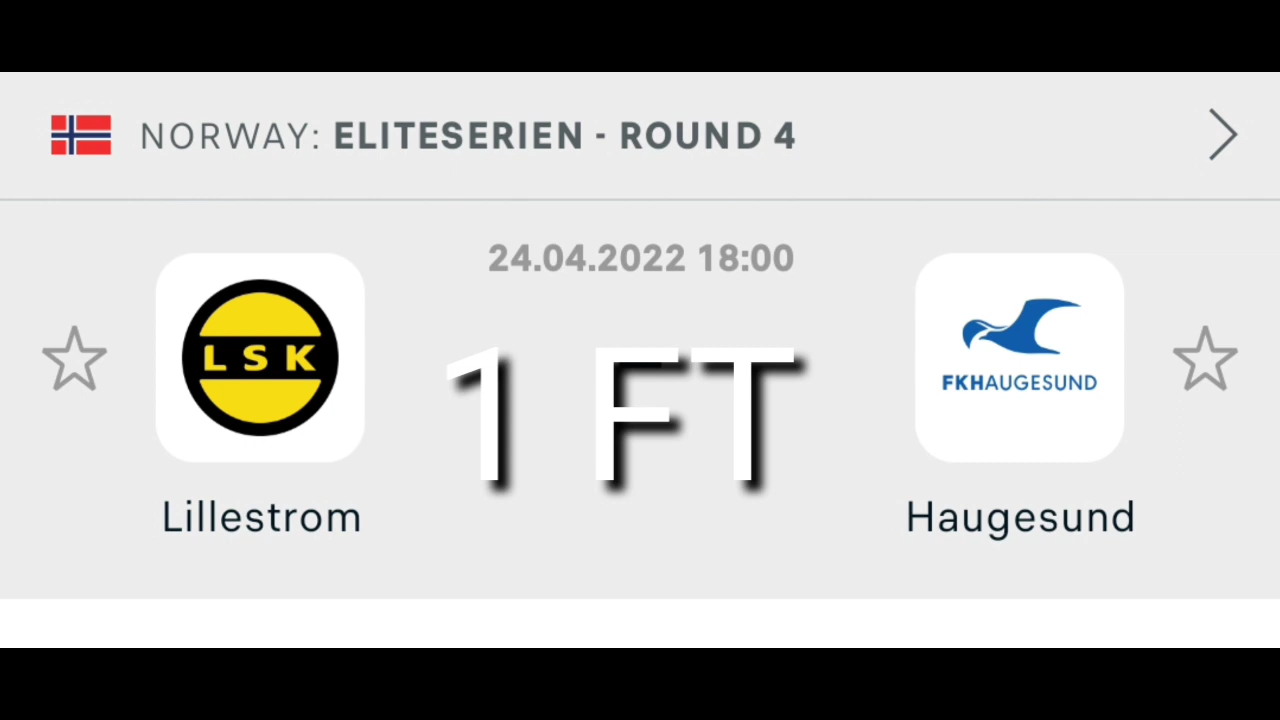 NORWAY: ELITESERIEN - ROUND 4
24.04.2022 18:00
LSK
1 FT
FKHAUGESUND
Lillestrom
Haugesund